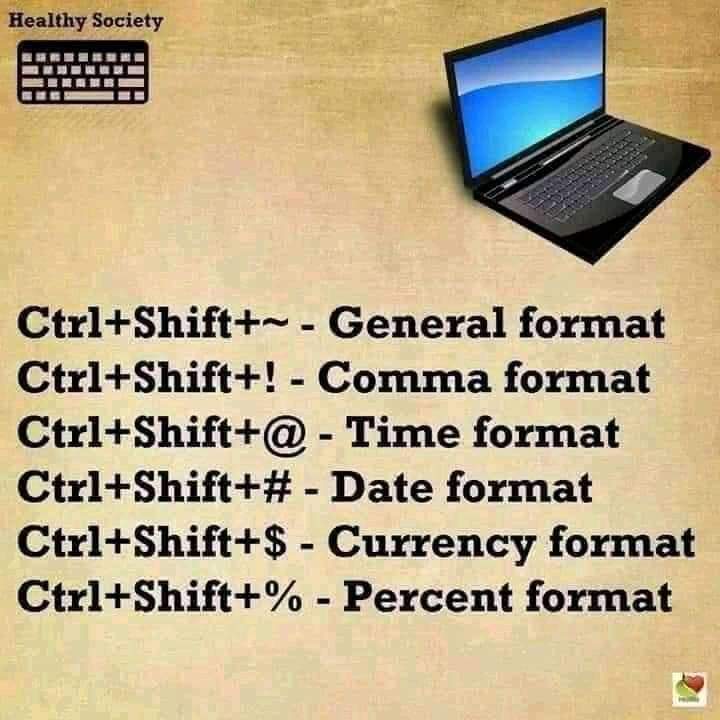 Healthy Society
Ctrl+Shift+~ - General format
Ctrl+Shift+! - Comma format
Ctrl+Shift+@ - Time format
Ctrl+Shift+# - Date format
Ctrl+Shift+$ - Currency format
Ctrl+Shift+% - Percent format